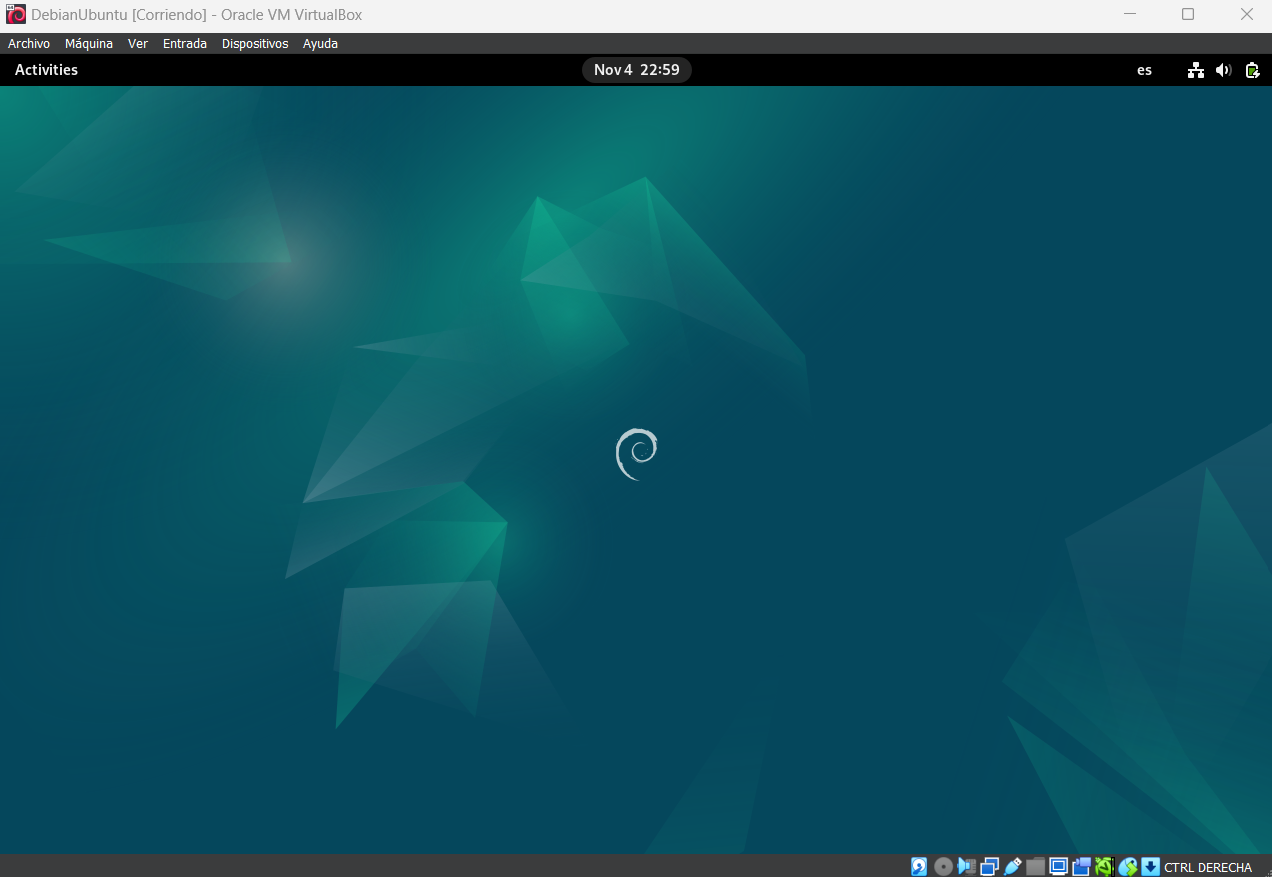 DebianUbuntu [Corriendo] - Oracle VM VirtualBox
Archivo Máquina Ver Entrada Dispositivos Ayuda
Activities Nov 4 22:59 es
CTRL DERECHA